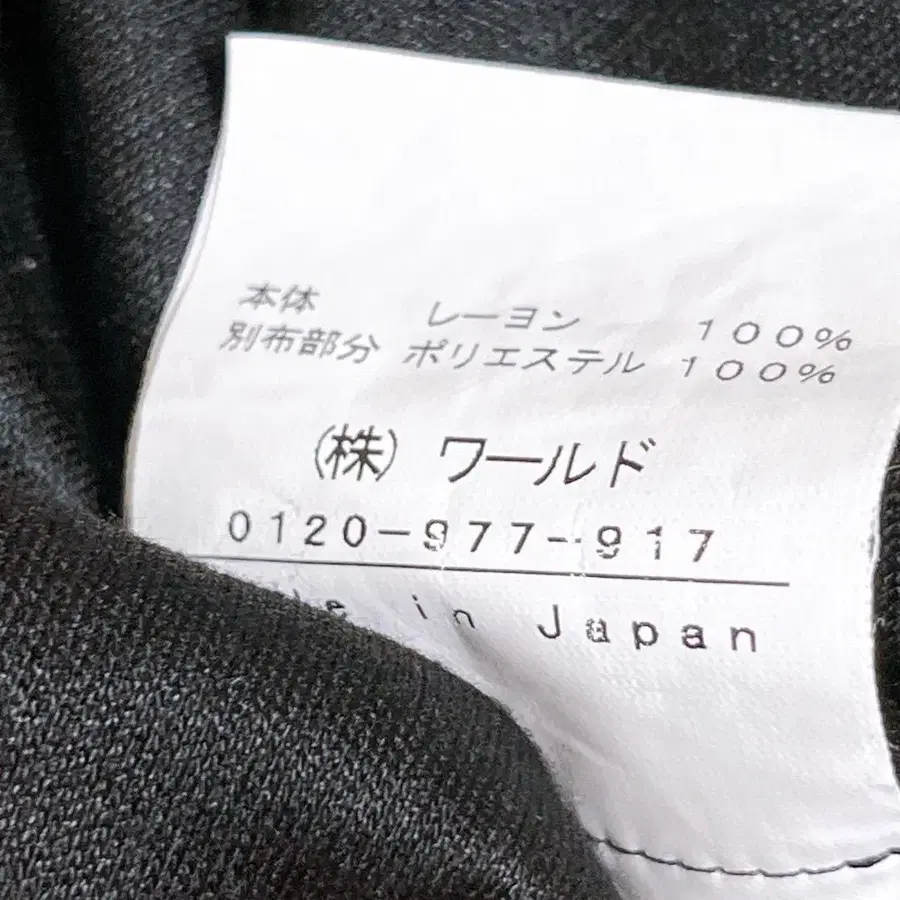 本体 レーヨン 100%
別布部分 ポリエステル 100%
(株) ワールド
0120-977-917
in Japan